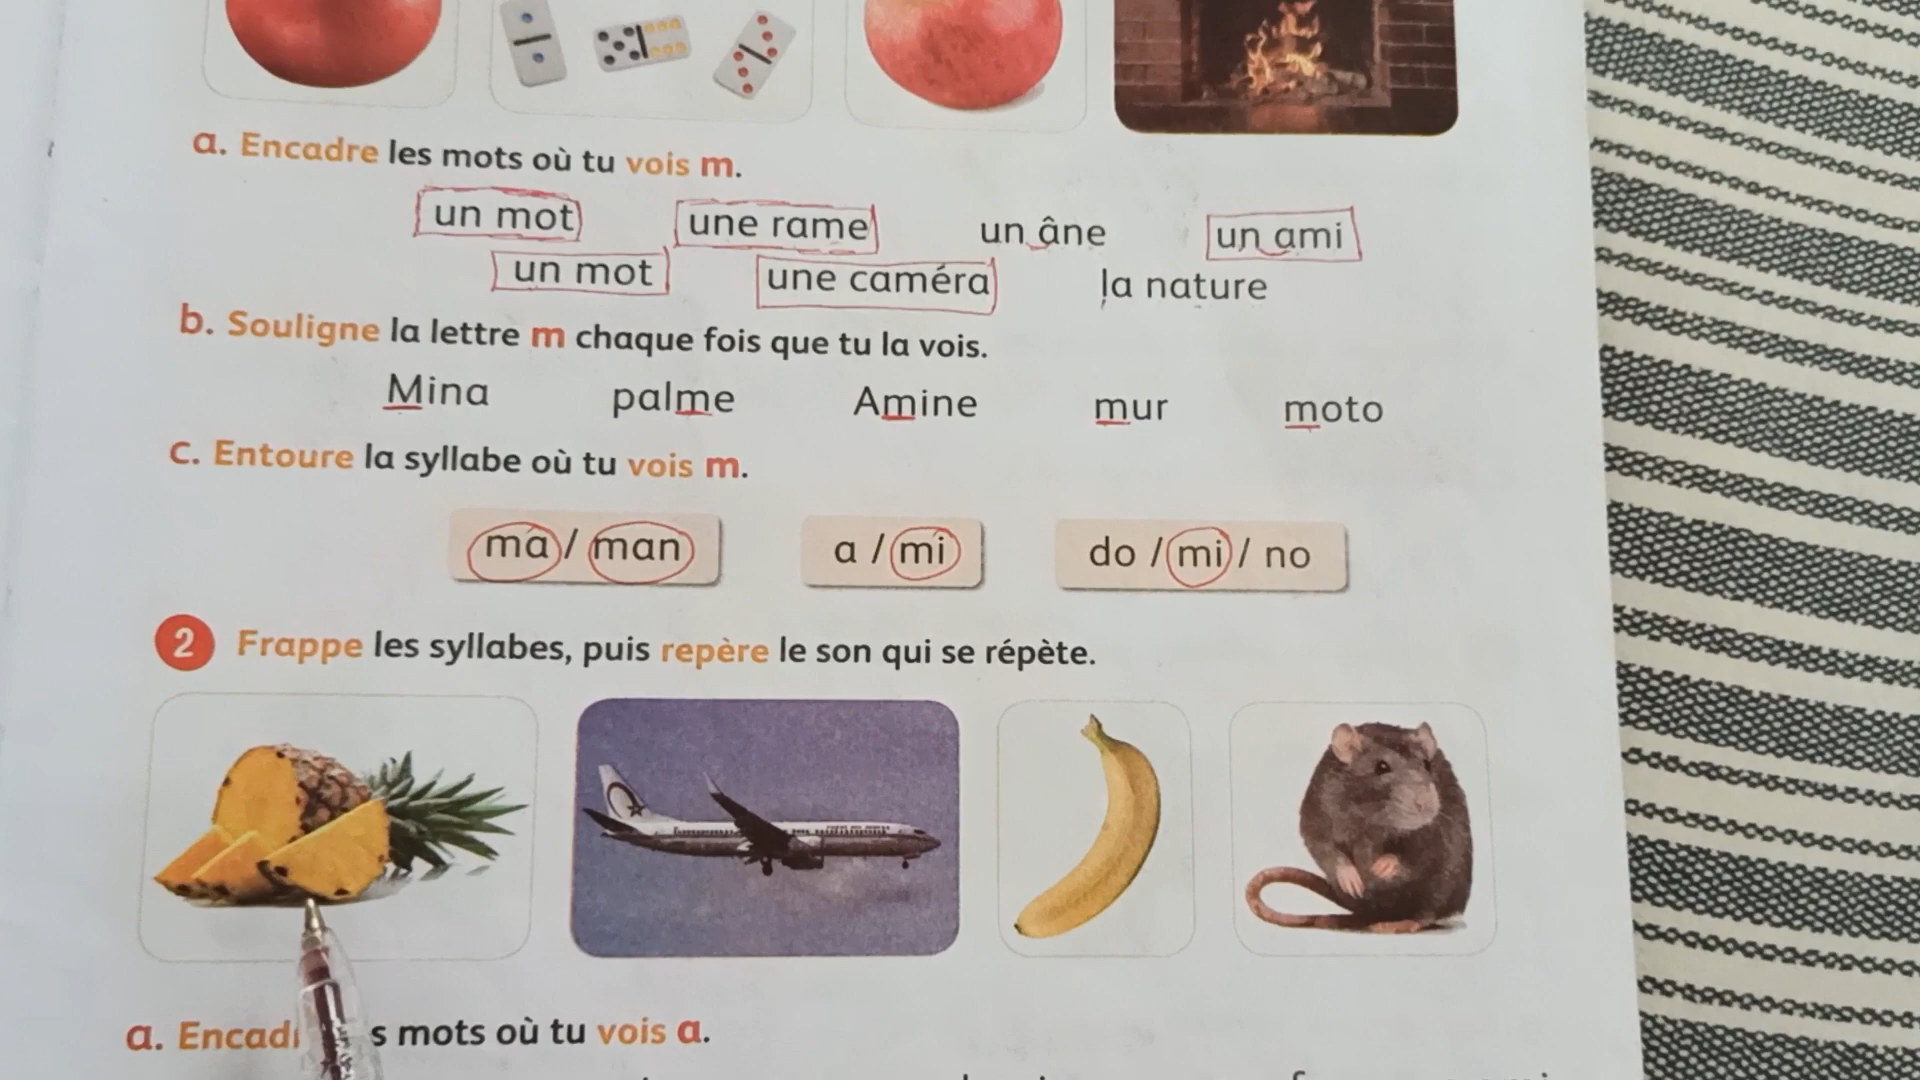 a. Encadre les mots où tu vois m.
un mot une rame un âne un ami
un mot une caméra la nature
b. Souligne la lettre m chaque fois que tu la vois.
Mina palme Amine mur moto
c. Entoure la syllabe où tu vois m.
ma / man a / mi do / mi / no
2 Frappe les syllabes, puis repère le son qui se répète.
a. s mots où tu vois a.